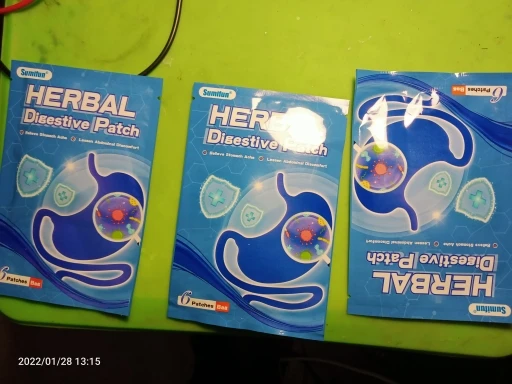 Sumifun
HERBAL
Digestive Patch
Relieve Stomach Ache
Lessen Abdominal Discomfort
6 Patches Box
Sumifun
HER
Digestive Patch
Relieve Stomach Ache
Lessen Abdominal Discomfort
6 Patches Box
Sumifun
HERBAL
Digestive Patch
Relieve Stomach Ache
Lessen Abdominal Discomfort
6 Patches Box
2022/01/28 13:15